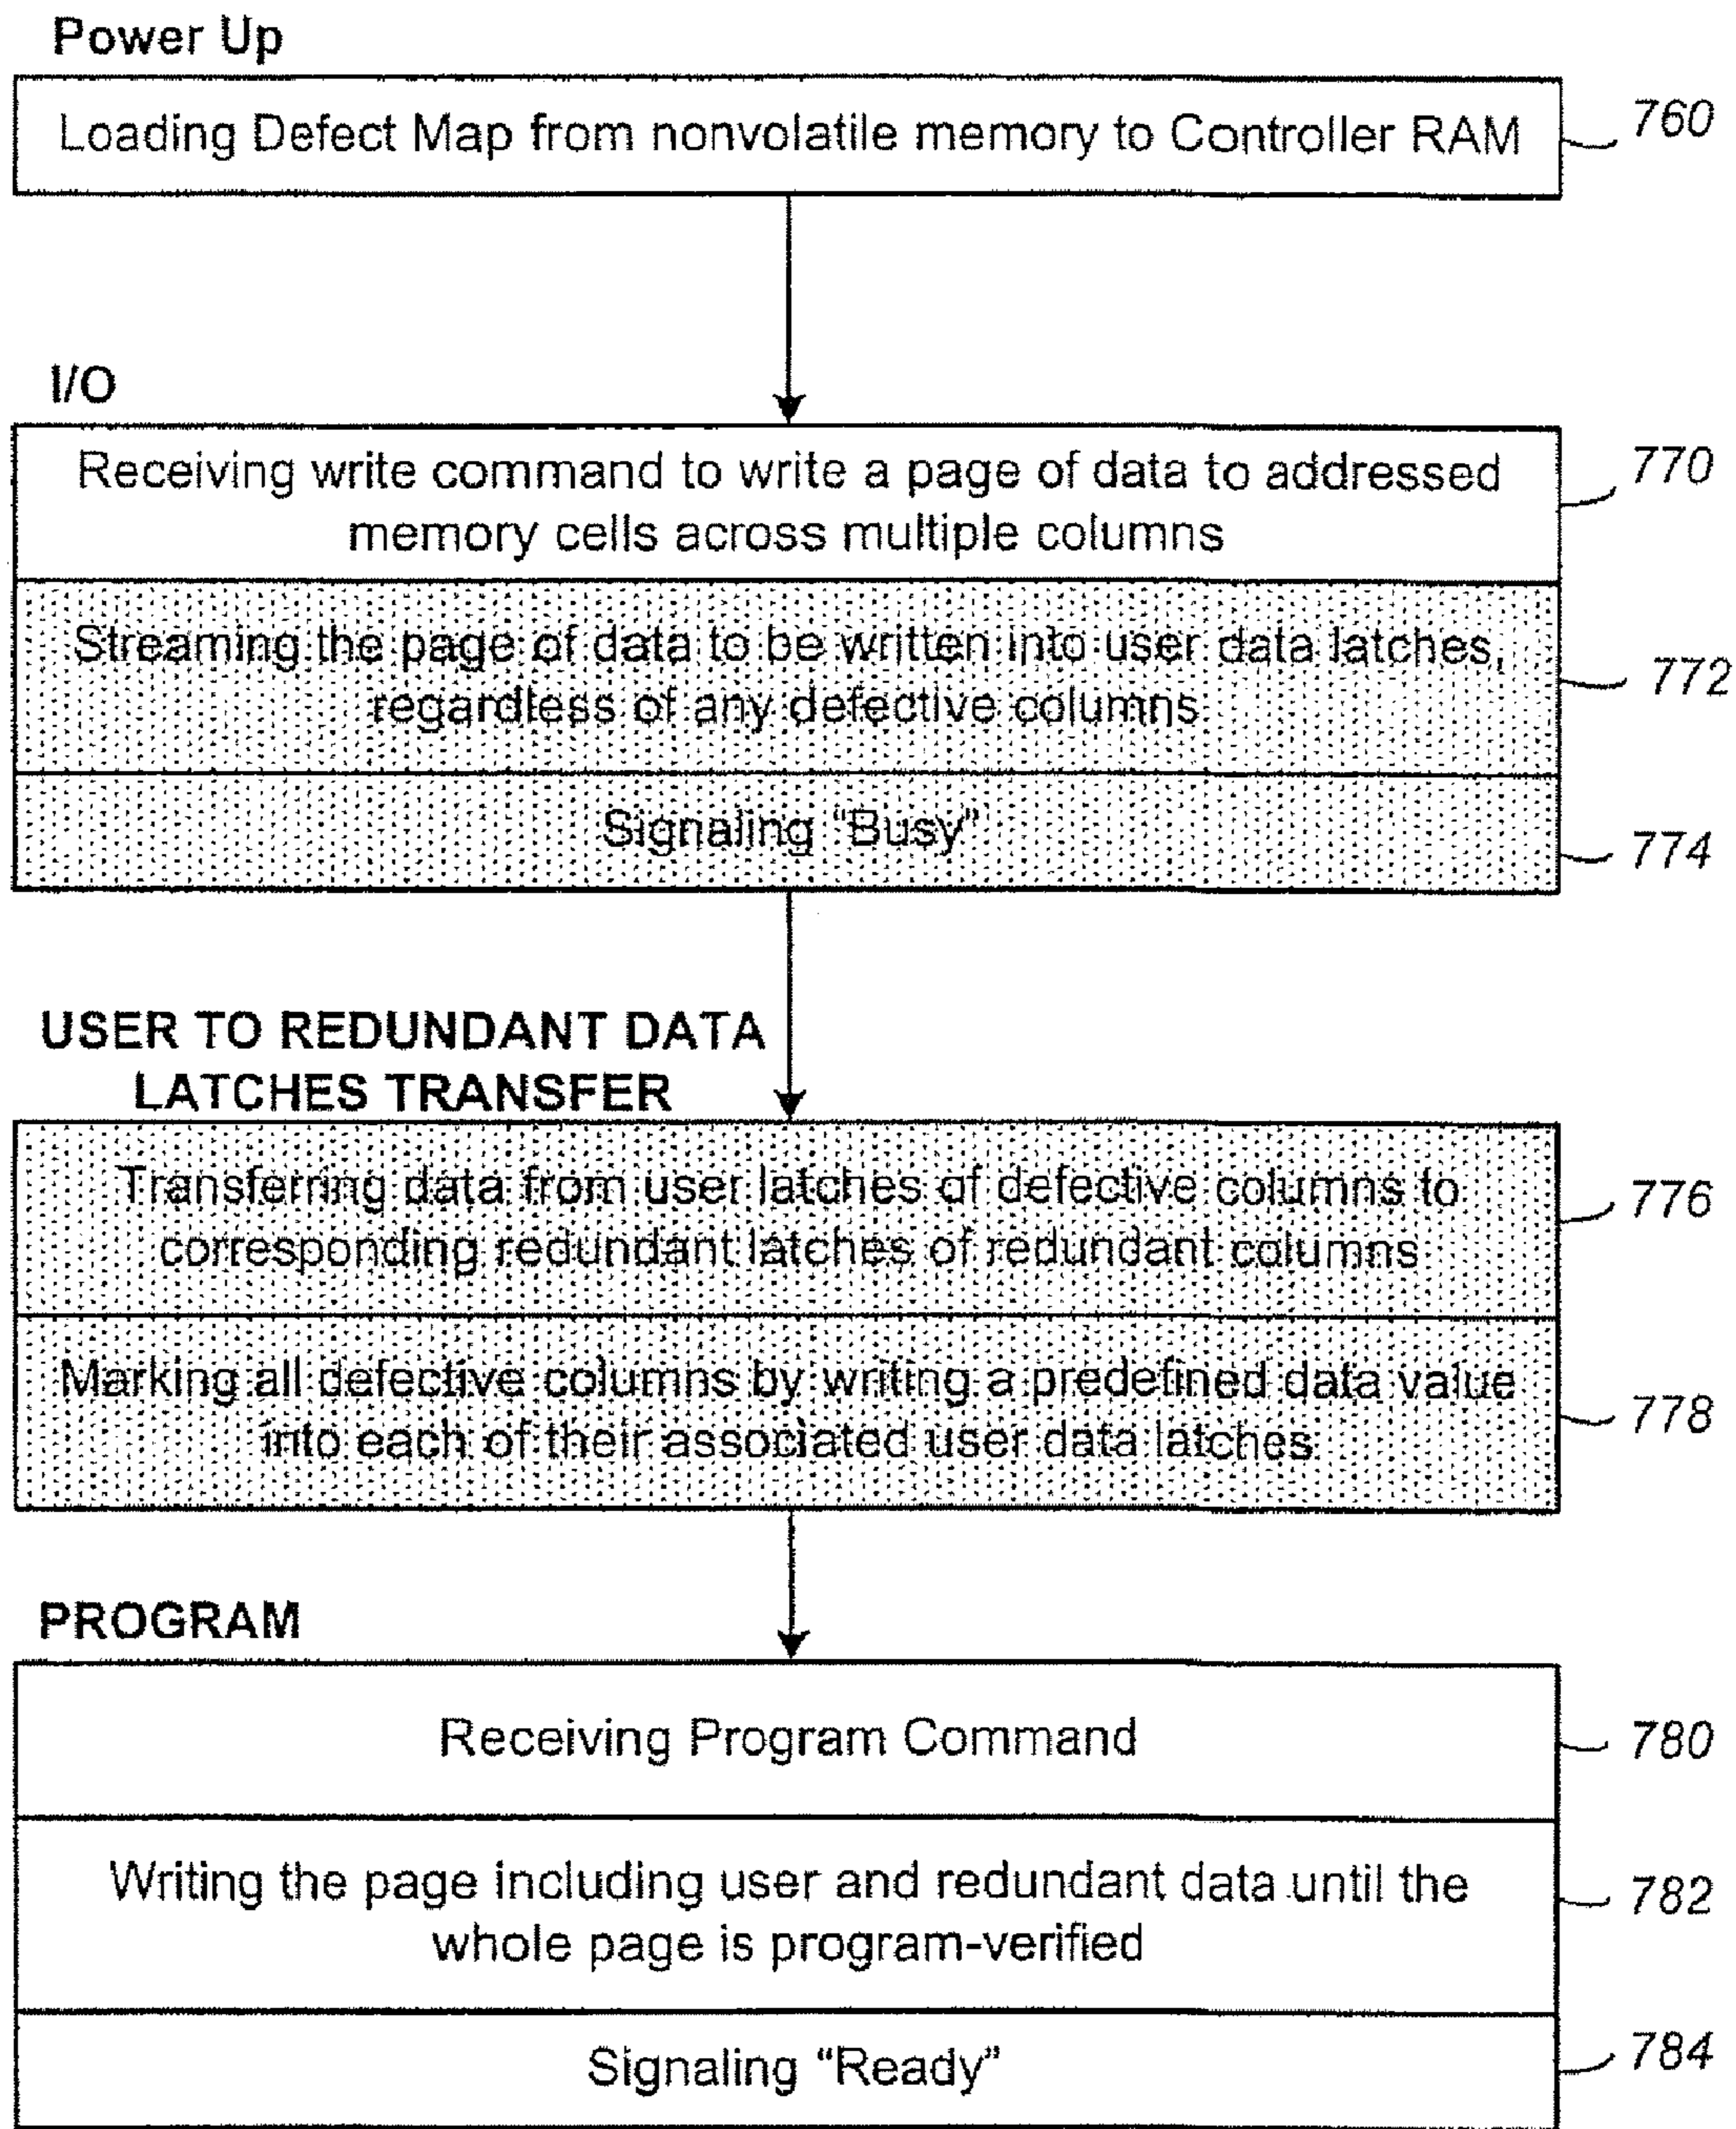 Power Up
Loading Defect Map from nonvolatile memory to Controller RAM
760
I/O
Receiving write command to write a page of data to addressed
memory cells across multiple columns
770
Streaming the page of data to be written into user data latches,
regardless of any defective columns
772
Signaling “Busy”
774
USER TO REDUNDANT DATA
LATCHES TRANSFER
Transferring data from user latches of defective columns to
corresponding redundant latches of redundant columns
776
Marking all defective columns by writing a predefined data value
into each of their associated user data latches
778
PROGRAM
Receiving Program Command
780
Writing the page including user and redundant data until the
whole page is program-verified
782
Signaling “Ready”
784